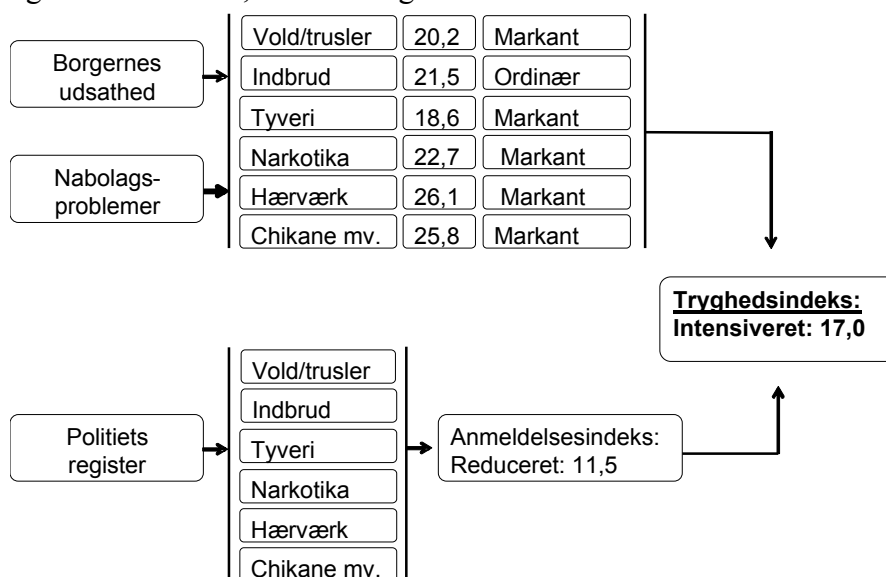 Borgernes
udsathed
Nabolags-
problemer
Vold/trusler 20,2 Markant
Indbrud 21,5 Ordinær
Tyveri 18,6 Markant
Narkotika 22,7 Markant
Hærværk 26,1 Markant
Chikane mv. 25,8 Markant
Tryghedsindeks:
Intensiveret: 17,0
Politiets
register
Vold/trusler
Indbrud
Tyveri
Narkotika
Hærværk
Chikane mv.
Anmeldelsesindeks:
Reduceret: 11,5